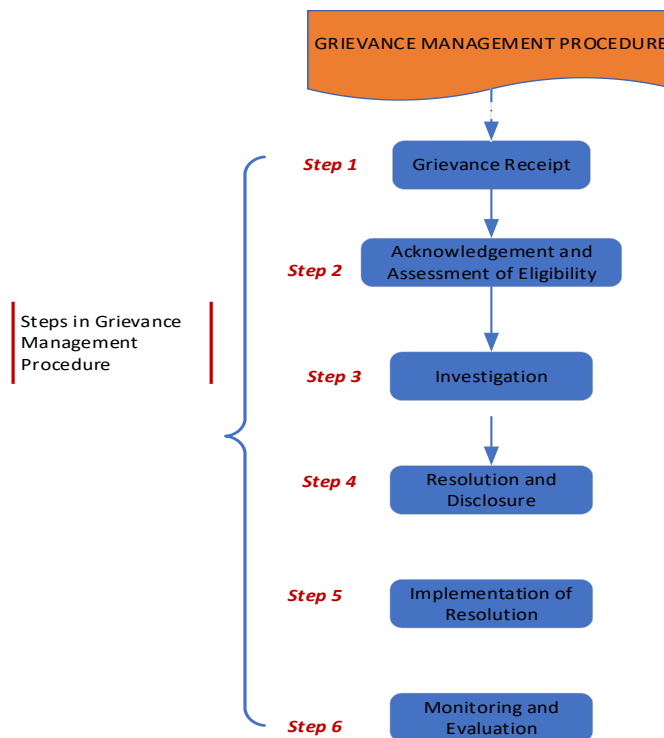 GRIEVANCE MANAGEMENT PROCEDURE
Step 1
Grievance Receipt
Step 2
Acknowledgement and
Assessment of Eligibility
Steps in Grievance
Management
Procedure
Step 3
Investigation
Step 4
Resolution and
Disclosure
Step 5
Implementation of
Resolution
Step 6
Monitoring and
Evaluation